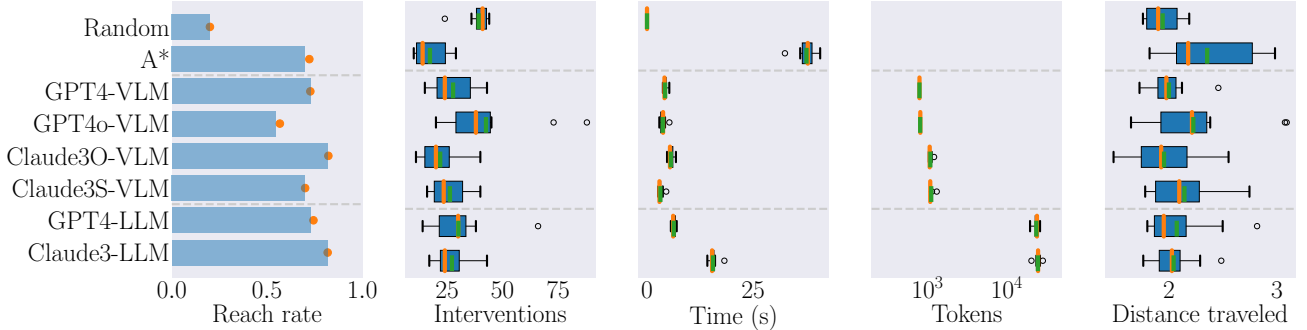 Random
A*
GPT4-VLM
GPT4o-VLM
Claude3O-VLM
Claude3S-VLM
GPT4-LLM
Claude3-LLM
0.0 0.5 1.0
Reach rate
25 50 75
Interventions
0 25
Time (s)
10³ 10⁴
Tokens
2 3
Distance traveled